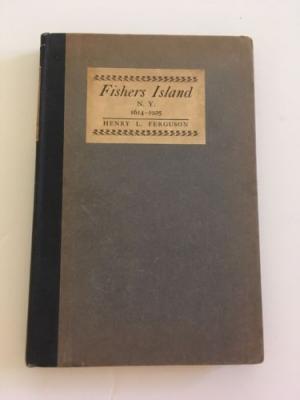 Fishers Island
N. Y.
1614–1925
HENRY L. FERGUSON